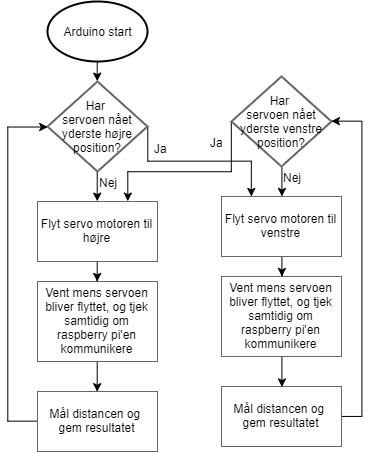 Arduino start
Har
servoen nået
yderste højre
position?
Ja
Nej
Flyt servo motoren til
højre
Vent mens servoen
bliver flyttet, og tjek
samtidig om
raspberry pi'en
kommunikere
Mål distancen og
gem resultatet
Har
servoen nået
yderste venstre
position?
Ja
Nej
Flyt servo motoren til
venstre
Vent mens servoen
bliver flyttet, og tjek
samtidig om
raspberry pi'en
kommunikere
Mål distancen og
gem resultatet